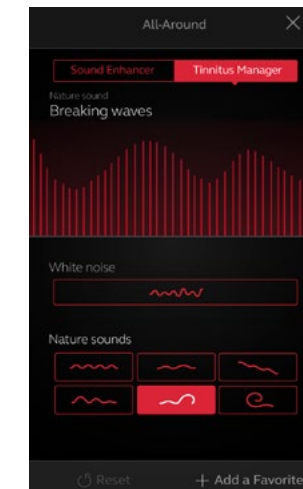 All-Around
Sound Enhancer
Tinnitus Manager
Nature sound
Breaking waves
White noise
Nature sounds
Reset
+ Add a Favorite